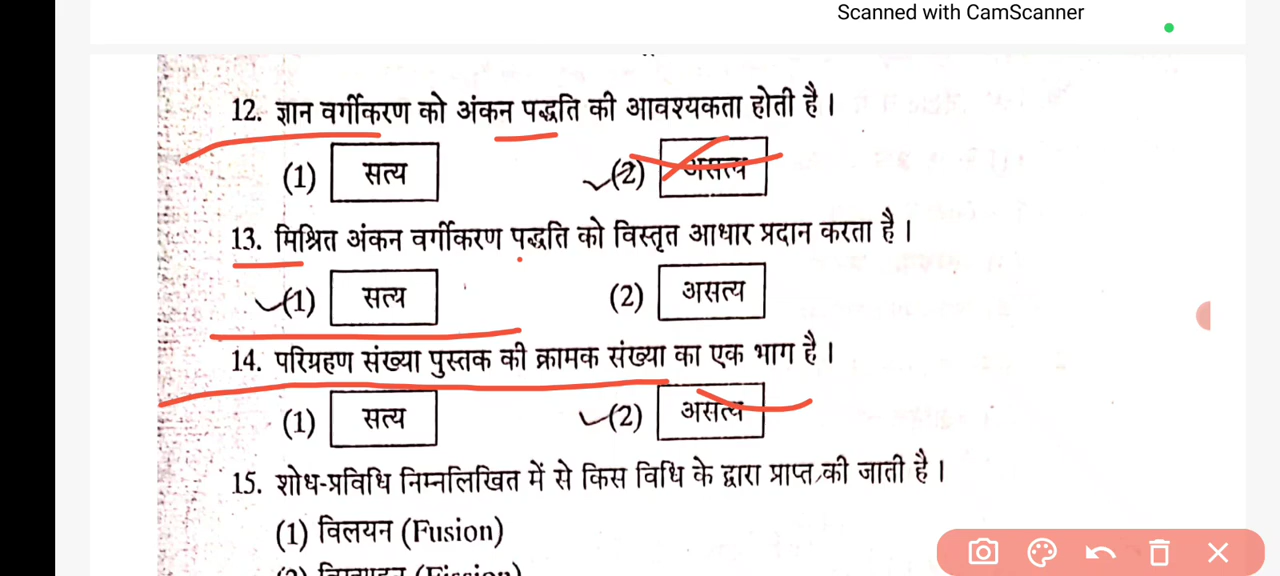 Scanned with CamScanner
12. ज्ञान वर्गीकरण को अंकन पद्धति की आवश्यकता होती है।
(1) सत्य (2) असत्य
13. मिश्रित अंकन वर्गीकरण पद्धति को विस्तृत आधार प्रदान करता है।
(1) सत्य (2) असत्य
14. परिग्रहण संख्या पुस्तक की क्रामक संख्या का एक भाग है।
(1) सत्य (2) असत्य
15. शोध-प्रविधि निम्नलिखित में से किस विधि के द्वारा प्राप्त की जाती है।
(1) विलयन (Fusion)